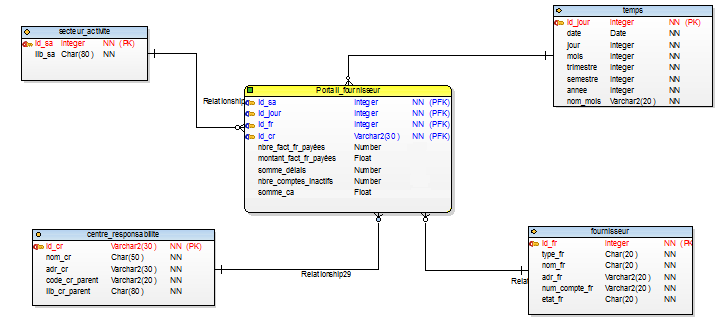 secteur_activite
id_sa Integer NN (PK)
lib_sa Char(80) NN
temps
id_jour Integer NN (PK)
date Date NN
jour Integer NN
mois Integer NN
trimestre Integer NN
semestre Integer NN
annee Integer NN
nom_mois Varchar2(20) NN
Relationship
Portail_fournisseur
id_sa Integer NN (PFK)
id_jour Integer NN (PFK)
id_fr Integer NN (PFK)
id_cr Varchar2(30) NN (PFK)
nbre_fact_fr_payées Number
montant_fact_fr_payées Float
somme_délais Number
nbre_comptes_inactifs Number
somme_ca Float
centre_responsabilite
id_cr Varchar2(30) NN (PK)
nom_cr Char(50) NN
adr_cr Varchar2(30) NN
code_cr_parent Varchar2(20) NN
lib_cr_parent Char(80) NN
Relationship29
fournisseur
id_fr Integer NN (PK
type_fr Char(20) NN
nom_fr Char(20) NN
adr_fr Varchar2(20) NN
num_compte_fr Varchar2(20) NN
etat_fr Char(20) NN
Relat